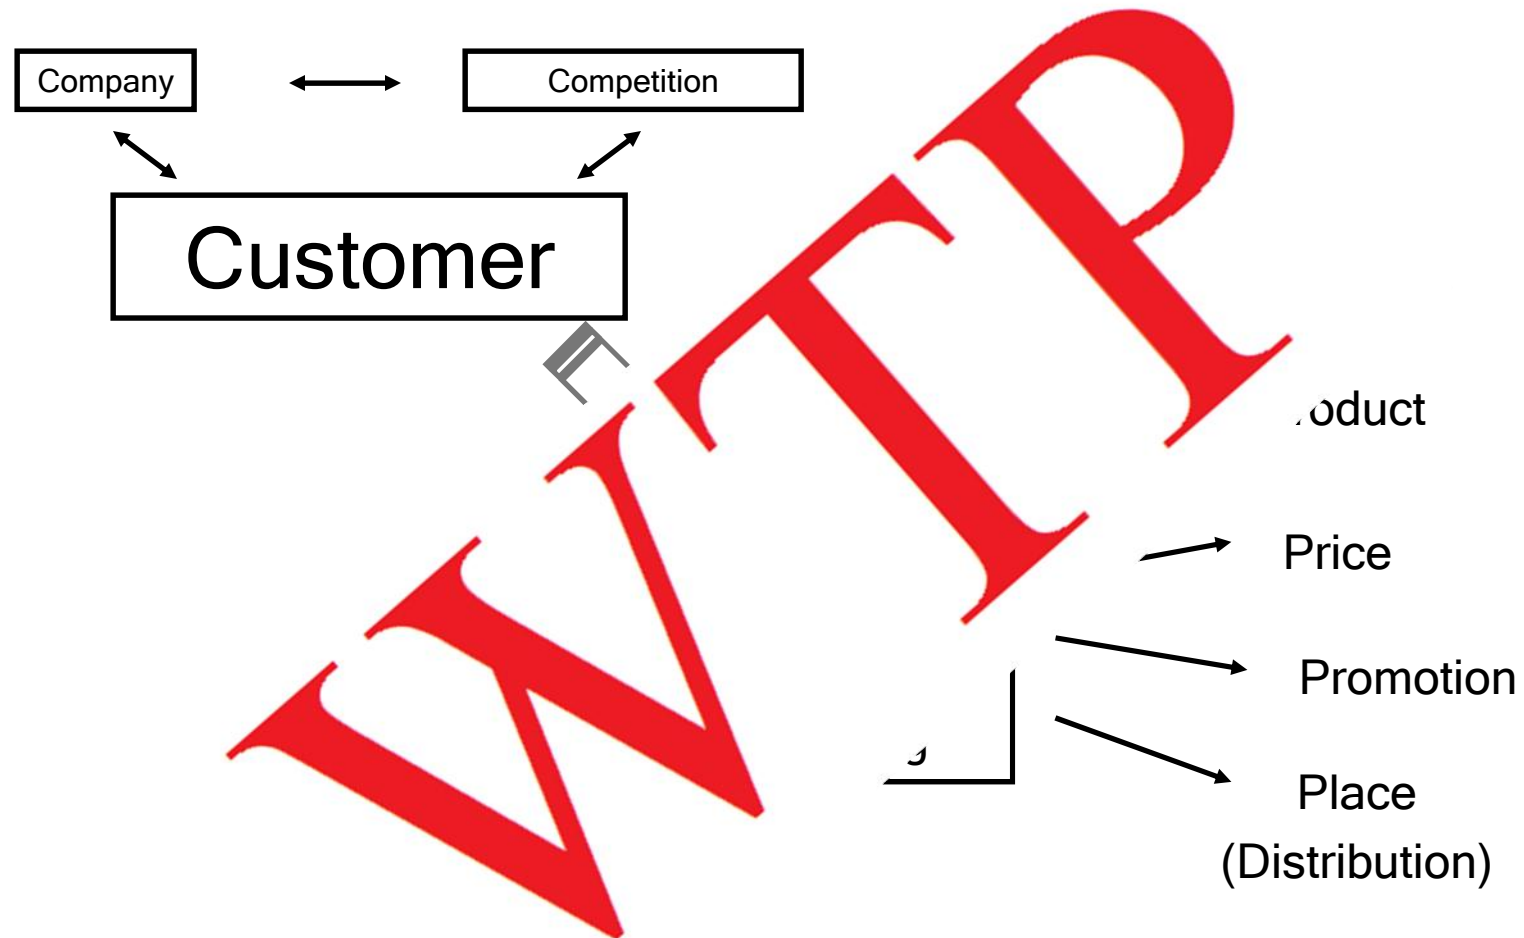 Company
Competition
Customer
WTP
Price
Promotion
Place
(Distribution)